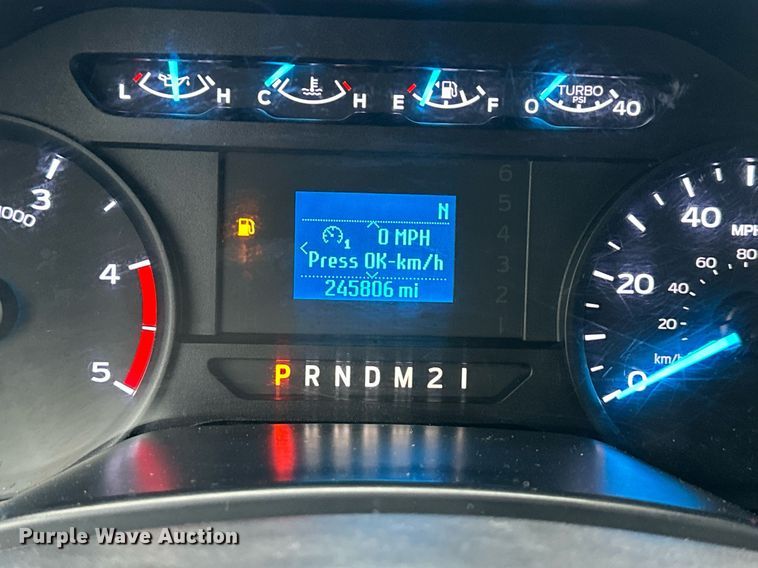 L H C H E F 0 TURBO PSI 40
3
1000
4
5
6
5
4
3
2
1
N
1 0 MPH
Press OK-km/h
245806 mi
P R N D M 2 1
40
MPH
20
0
80
60
40
20
km/h
Purple Wave Auction